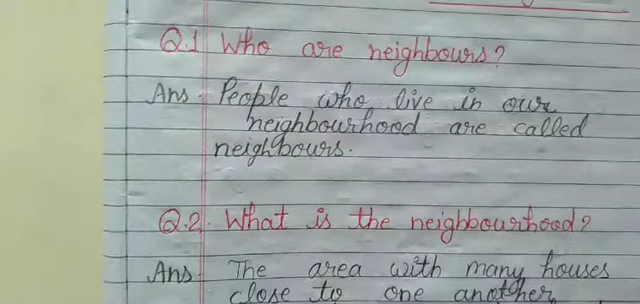 Q.1 Who are neighbours?
Ans. People who live in our
neighbourhood are called
neighbours.
Q.2. What is the neighbourhood?
Ans. The area with many houses
close to one another